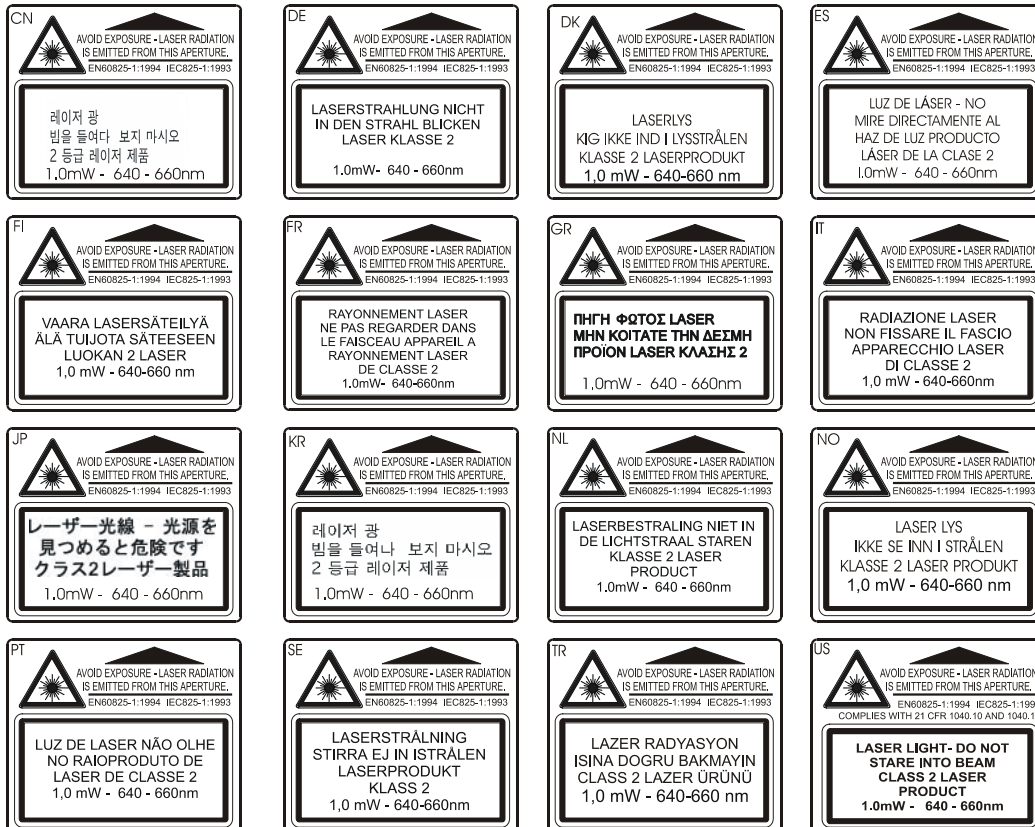 CN
AVOID EXPOSURE - LASER RADIATION
IS EMITTED FROM THIS APERTURE.
EN60825-1:1994 IEC825-1:1993
레이저 광
빔을 들여다 보지 마시오
2 등급 레이저 제품
1.0mW- 640 - 660nm
DE
AVOID EXPOSURE - LASER RADIATION
IS EMITTED FROM THIS APERTURE.
EN60825-1:1994 IEC825-1:1993
LASERSTRAHLUNG NICHT
IN DEN STRAHL BLICKEN
LASER KLASSE 2
1.0mW- 640 - 660nm
DK
AVOID EXPOSURE - LASER RADIATION
IS EMITTED FROM THIS APERTURE.
EN60825-1:1994 IEC825-1:1993
LASERLYS
KIG IKKE IND I LYSSTRÅLEN
KLASSE 2 LASERPRODUKT
1,0 mW - 640-660 nm
ES
AVOID EXPOSURE - LASER RADIATION
IS EMITTED FROM THIS APERTURE.
EN60825-1:1994 IEC825-1:1993
LUZ DE LÁSER - NO
MIRE DIRECTAMENTE AL
HAZ DE LUZ PRODUCTO
LÁSER DE LA CLASE 2
l.0mW - 640 - 660nm
FI
AVOID EXPOSURE - LASER RADIATION
IS EMITTED FROM THIS APERTURE.
EN60825-1:1994 IEC825-1:1993
VAARA LASERSÄTEILYÄ
ÄLÄ TUIJOTA SÄTEESEEN
LUOKAN 2 LASER
1,0 mW - 640-660 nm
FR
AVOID EXPOSURE - LASER RADIATION
IS EMITTED FROM THIS APERTURE.
EN60825-1:1994 IEC825-1:1993
RAYONNEMENT LASER
NE PAS REGARDER DANS
LE FAISCEAU APPAREIL A
RAYONNEMENT LASER
DE CLASSE 2
1.0mW- 640-660nm
GR
AVOID EXPOSURE - LASER RADIATION
IS EMITTED FROM THIS APERTURE.
EN60825-1:1994 IEC825-1:1993
ΠΗΓΗ ΦΩΤΟΣ LASER
ΜΗΝ ΚΟΙΤΑΤΕ ΤΗΝ ΔΕΣΜΗ
ΠΡΟΪΟΝ LASER ΚΛΑΣΗΣ 2
1.0mW - 640 - 660nm
IT
AVOID EXPOSURE - LASER RADIATION
IS EMITTED FROM THIS APERTURE.
EN60825-1:1994 IEC825-1:1993
RADIAZIONE LASER
NON FISSARE IL FASCIO
APPARECCHIO LASER
DI CLASSE 2
1,0 mW - 640-660nm
JP
AVOID EXPOSURE - LASER RADIATION
IS EMITTED FROM THIS APERTURE.
EN60825-1:1994 IEC825-1:1993
レーザー光線 - 光源を
見つめると危険です
クラス2レーザー製品
1.0mW - 640 - 660nm
KR
AVOID EXPOSURE - LASER RADIATION
IS EMITTED FROM THIS APERTURE.
EN60825-1:1994 IEC825-1:1993
레이저 광
빔을 들여나 보지 마시오
2 등급 레이저 제품
1.0mW - 640 - 660nm
NL
AVOID EXPOSURE - LASER RADIATION
IS EMITTED FROM THIS APERTURE.
EN60825-1:1994 IEC825-1:1993
LASERBESTRALING NIET IN
DE LICHTSTRAAL STAREN
KLASSE 2 LASER
PRODUCT
1.0mW- 640 - 660nm
NO
AVOID EXPOSURE - LASER RADIATION
IS EMITTED FROM THIS APERTURE.
EN60825-1:1994 IEC825-1:1993
LASER LYS
IKKE SE INN I STRÅLEN
KLASSE 2 LASER PRODUKT
1,0 mW - 640-660 nm
PT
AVOID EXPOSURE - LASER RADIATION
IS EMITTED FROM THIS APERTURE.
EN60825-1:1994 IEC825-1:1993
LUZ DE LASER NÃO OLHE
NO RAIOPRODUTO DE
LASER DE CLASSE 2
1,0 mW - 640-660nm
SE
AVOID EXPOSURE - LASER RADIATION
IS EMITTED FROM THIS APERTURE.
EN60825-1:1994 IEC825-1:1993
LASERSTRÅLNING
STIRRA EJ IN ISTRÅLEN
LASERPRODUKT
KLASS 2
1,0 mW - 640-660nm
TR
AVOID EXPOSURE - LASER RADIATION
IS EMITTED FROM THIS APERTURE.
EN60825-1:1994 IEC825-1:1993
LAZER RADYASYON
ISINA DOGRU BAKMAYIN
CLASS 2 LAZER ÜRÜNÜ
1,0 mW - 640-660 nm
US
AVOID EXPOSURE - LASER RADIATION
IS EMITTED FROM THIS APERTURE.
EN60825-1:1994 IEC825-1:199
COMPLIES WITH 21 CFR 1040.10 AND 1040.1
LASER LIGHT- DO NOT
STARE INTO BEAM
CLASS 2 LASER
PRODUCT
1.0mW - 640 - 660nm